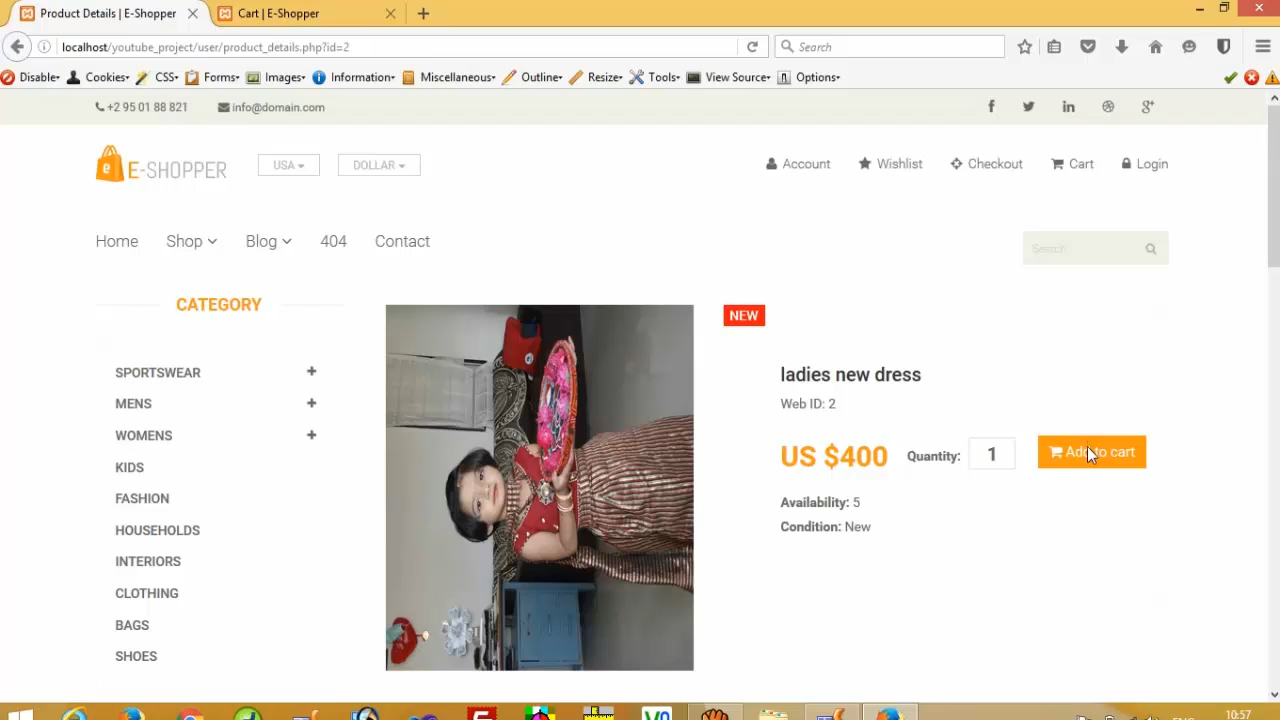 Product Details | E-Shopper
Cart | E-Shopper
localhost/youtube_project/user/product_details.php?id=2
Search
Disable
Cookies
CSS
Forms
Images
Information
Miscellaneous
Outline
Resize
Tools
View Source
Options
+2 95 01 88 821
info@domain.com
E-SHOPPER
USA
DOLLAR
Account
Wishlist
Checkout
Cart
Login
Home
Shop
Blog
404
Contact
Search
CATEGORY
SPORTSWEAR
MENS
WOMENS
KIDS
FASHION
HOUSEHOLDS
INTERIORS
CLOTHING
BAGS
SHOES
NEW
ladies new dress
Web ID: 2
US $400
Quantity: 1
Add to cart
Availability: 5
Condition: New
10:57